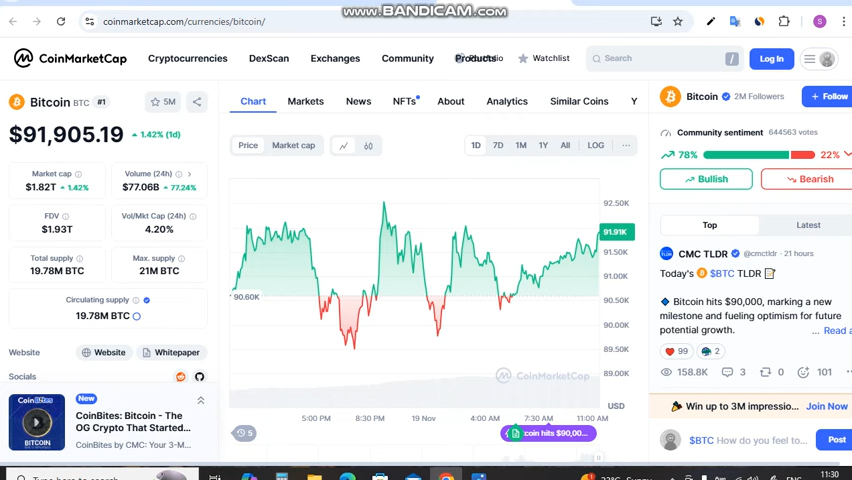 www.BANDICAM.com
coinmarketcap.com/currencies/bitcoin/
S
CoinMarketCap
Cryptocurrencies
DexScan
Exchanges
Community
Products
Watchlist
Search
/
Log In
Bitcoin BTC #1
5M
$91,905.19
1.42% (1d)
Market cap
$1.82T 1.42%
Volume (24h)
$77.06B 77.24%
FDV
$1.93T
Vol/Mkt Cap (24h)
4.20%
Total supply
19.78M BTC
Max. supply
21M BTC
Circulating supply
19.78M BTC
Website
Website
Whitepaper
Socials
CoinBites
BITCOIN
New
CoinBites: Bitcoin - The
OG Crypto That Started...
CoinBites by CMC: Your 3-M...
Chart
Markets
News
NFTs
About
Analytics
Similar Coins
Y
Price
Market cap
1D
7D
1M
1Y
All
LOG
...
92.50K
91.91K
91.50K
91.00K
90.60K
90.50K
90.00K
89.50K
89.00K
CoinMarketCap
USD
5:00 PM
8:30 PM
19 Nov
4:00 AM
7:30 AM
11:00 AM
5
coin hits $90,00...
Bitcoin
2M Followers
+ Follow
Community sentiment
644563 votes
78%
22%
Bullish
Bearish
Top
Latest
TLDR
CMC TLDR @cmctldr · 21 hours
Today's $BTC TLDR
Bitcoin hits $90,000, marking a new
milestone and fueling optimism for future
potential growth.
... Read
99
2
158.8K
3
0
101
Win up to 3M impressio...
Join Now
$BTC How do you feel to...
Post
Type here to search
Sunny
ENG
11:30